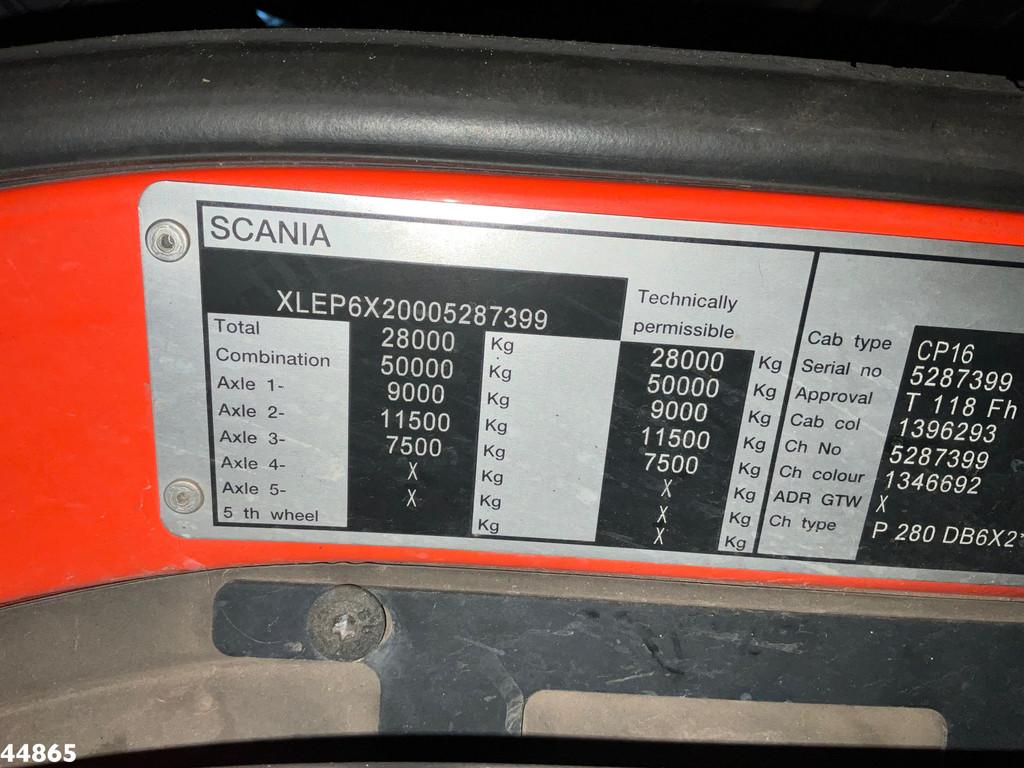 SCANIA
XLEP6X20005287399
Technically
permissible
Total 28000 Kg 28000 Kg
Combination 50000 Kg 50000 Kg
Axle 1- 9000 Kg 9000 Kg
Axle 2- 11500 Kg 11500 Kg
Axle 3- 7500 Kg 7500 Kg
Axle 4- X Kg X Kg
Axle 5- X Kg X Kg
5 th wheel Kg X Kg
Cab type CP16
Serial no 5287399
Approval T 118 Fh
Cab col 1396293
Ch No 5287399
Ch colour 1346692
ADR GTW X
Ch type P 280 DB6X2*
44865